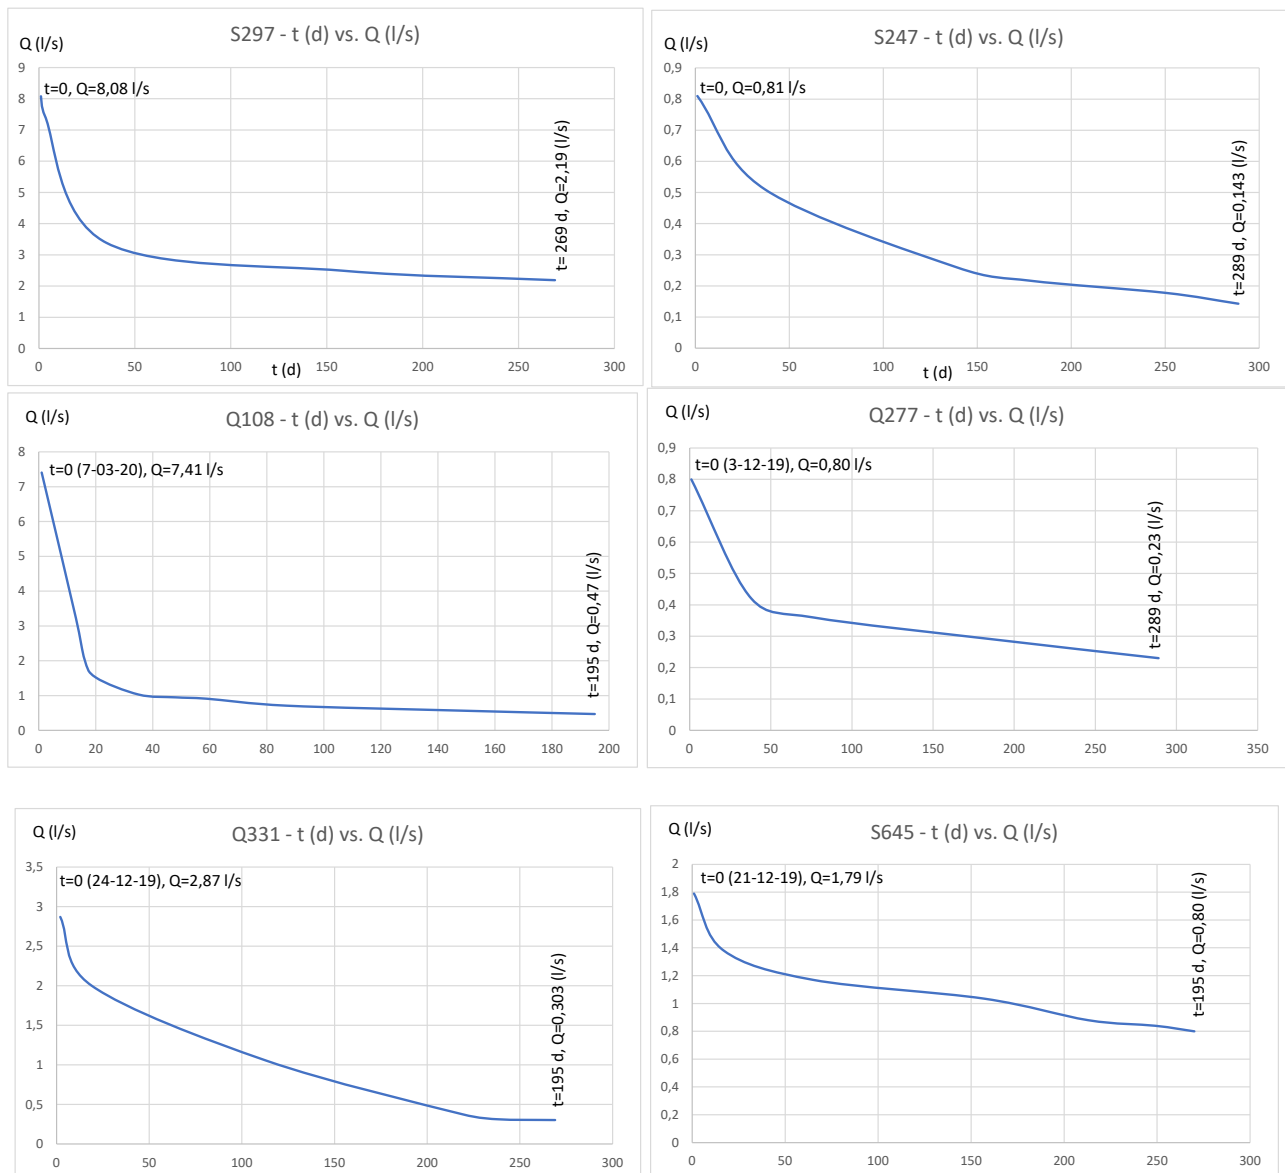 S297 - t (d) vs. Q (l/s)
Q (l/s)
9
8
7
6
5
4
3
2
1
0
t=0, Q=8,08 l/s
t= 269 d, Q=2,19 (l/s)
0 50 100 150 200 250 300
t (d)
S247 - t (d) vs. Q (l/s)
Q (l/s)
0,9
0,8
0,7
0,6
0,5
0,4
0,3
0,2
0,1
0
t=0, Q=0,81 l/s
t=289 d, Q=0,143 (l/s)
0 50 100 150 200 250 300
t (d)
Q108 - t (d) vs. Q (l/s)
Q (l/s)
8
7
6
5
4
3
2
1
0
t=0 (7-03-20), Q=7,41 l/s
t=195 d, Q=0,47 (l/s)
0 20 40 60 80 100 120 140 160 180 200
Q277 - t (d) vs. Q (l/s)
Q (l/s)
0,9
0,8
0,7
0,6
0,5
0,4
0,3
0,2
0,1
0
t=0 (3-12-19), Q=0,80 l/s
t=289 d, Q=0,23 (l/s)
0 50 100 150 200 250 300 350
Q331 - t (d) vs. Q (l/s)
Q (l/s)
3,5
3
2,5
2
1,5
1
0,5
0
t=0 (24-12-19), Q=2,87 l/s
t=195 d, Q=0,303 (l/s)
0 50 100 150 200 250 300
S645 - t (d) vs. Q (l/s)
Q (l/s)
2
1,8
1,6
1,4
1,2
1
0,8
0,6
0,4
0,2
0
t=0 (21-12-19), Q=1,79 l/s
t=195 d, Q=0,80 (l/s)
0 50 100 150 200 250 300